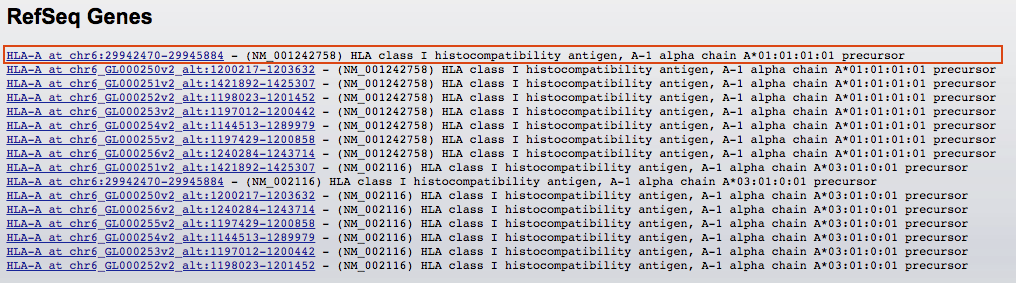 RefSeq Genes
HLA-A at chr6:29942470-29945884 - (NM_001242758) HLA class I histocompatibility antigen, A-1 alpha chain A*01:01:01:01 precursor
HLA-A at chr6_GL000250v2_alt:1200217-1203632 - (NM_001242758) HLA class I histocompatibility antigen, A-1 alpha chain A*01:01:01:01 precursor
HLA-A at chr6_GL000251v2_alt:1421892-1425307 - (NM_001242758) HLA class I histocompatibility antigen, A-1 alpha chain A*01:01:01:01 precursor
HLA-A at chr6_GL000252v2_alt:1198023-1201452 - (NM_001242758) HLA class I histocompatibility antigen, A-1 alpha chain A*01:01:01:01 precursor
HLA-A at chr6_GL000253v2_alt:1197012-1200442 - (NM_001242758) HLA class I histocompatibility antigen, A-1 alpha chain A*01:01:01:01 precursor
HLA-A at chr6_GL000254v2_alt:1144513-1289979 - (NM_001242758) HLA class I histocompatibility antigen, A-1 alpha chain A*01:01:01:01 precursor
HLA-A at chr6_GL000255v2_alt:1197429-1200858 - (NM_001242758) HLA class I histocompatibility antigen, A-1 alpha chain A*01:01:01:01 precursor
HLA-A at chr6_GL000256v2_alt:1240284-1243714 - (NM_001242758) HLA class I histocompatibility antigen, A-1 alpha chain A*01:01:01:01 precursor
HLA-A at chr6_GL000251v2_alt:1421892-1425307 - (NM_002116) HLA class I histocompatibility antigen, A-1 alpha chain A*03:01:0:01 precursor
HLA-A at chr6:29942470-29945884 - (NM_002116) HLA class I histocompatibility antigen, A-1 alpha chain A*03:01:0:01 precursor
HLA-A at chr6_GL000250v2_alt:1200217-1203632 - (NM_002116) HLA class I histocompatibility antigen, A-1 alpha chain A*03:01:0:01 precursor
HLA-A at chr6_GL000256v2_alt:1240284-1243714 - (NM_002116) HLA class I histocompatibility antigen, A-1 alpha chain A*03:01:0:01 precursor
HLA-A at chr6_GL000255v2_alt:1197429-1200858 - (NM_002116) HLA class I histocompatibility antigen, A-1 alpha chain A*03:01:0:01 precursor
HLA-A at chr6_GL000254v2_alt:1144513-1289979 - (NM_002116) HLA class I histocompatibility antigen, A-1 alpha chain A*03:01:0:01 precursor
HLA-A at chr6_GL000253v2_alt:1197012-1200442 - (NM_002116) HLA class I histocompatibility antigen, A-1 alpha chain A*03:01:0:01 precursor
HLA-A at chr6_GL000252v2_alt:1198023-1201452 - (NM_002116) HLA class I histocompatibility antigen, A-1 alpha chain A*03:01:0:01 precursor